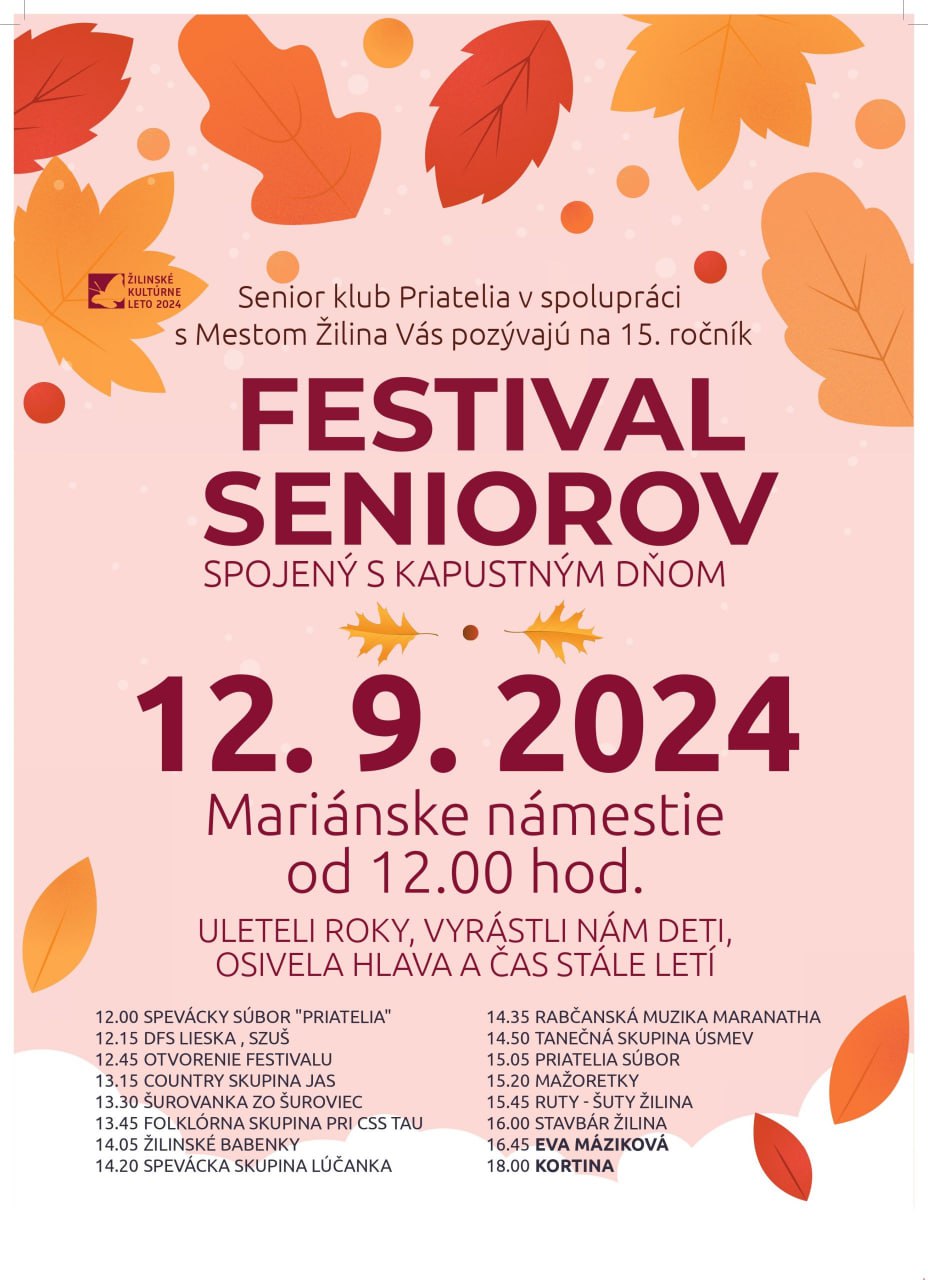 ŽILINSKÉ
KULTÚRNE
LETO 2024
Senior klub Priatelia v spolupráci
s Mestom Žilina Vás pozývajú na 15. ročník
FESTIVAL
SENIOROV
SPOJENÝ S KAPUSTNÝM DŇOM
12. 9. 2024
Mariánske námestie
od 12.00 hod.
ULETELI ROKY, VYRÁSTLI NÁM DETI,
OSIVELA HLAVA A ČAS STÁLE LETÍ
12.00 SPEVÁCKY SÚBOR "PRIATELIA"
12.15 DFS LIESKA , SZUŠ
12.45 OTVORENIE FESTIVALU
13.15 COUNTRY SKUPINA JAS
13.30 ŠUROVANKA ZO ŠUROVIEC
13.45 FOLKLÓRNA SKUPINA PRI CSS TAU
14.05 ŽILINSKÉ BABENKY
14.20 SPEVÁCKA SKUPINA LÚČANKA
14.35 RABČANSKÁ MUZIKA MARANATHA
14.50 TANEČNÁ SKUPINA ÚSMEV
15.05 PRIATELIA SÚBOR
15.20 MAŽORETKY
15.45 RUTY - ŠUTY ŽILINA
16.00 STAVBÁR ŽILINA
16.45 EVA MÁZIKOVÁ
18.00 KORTINA